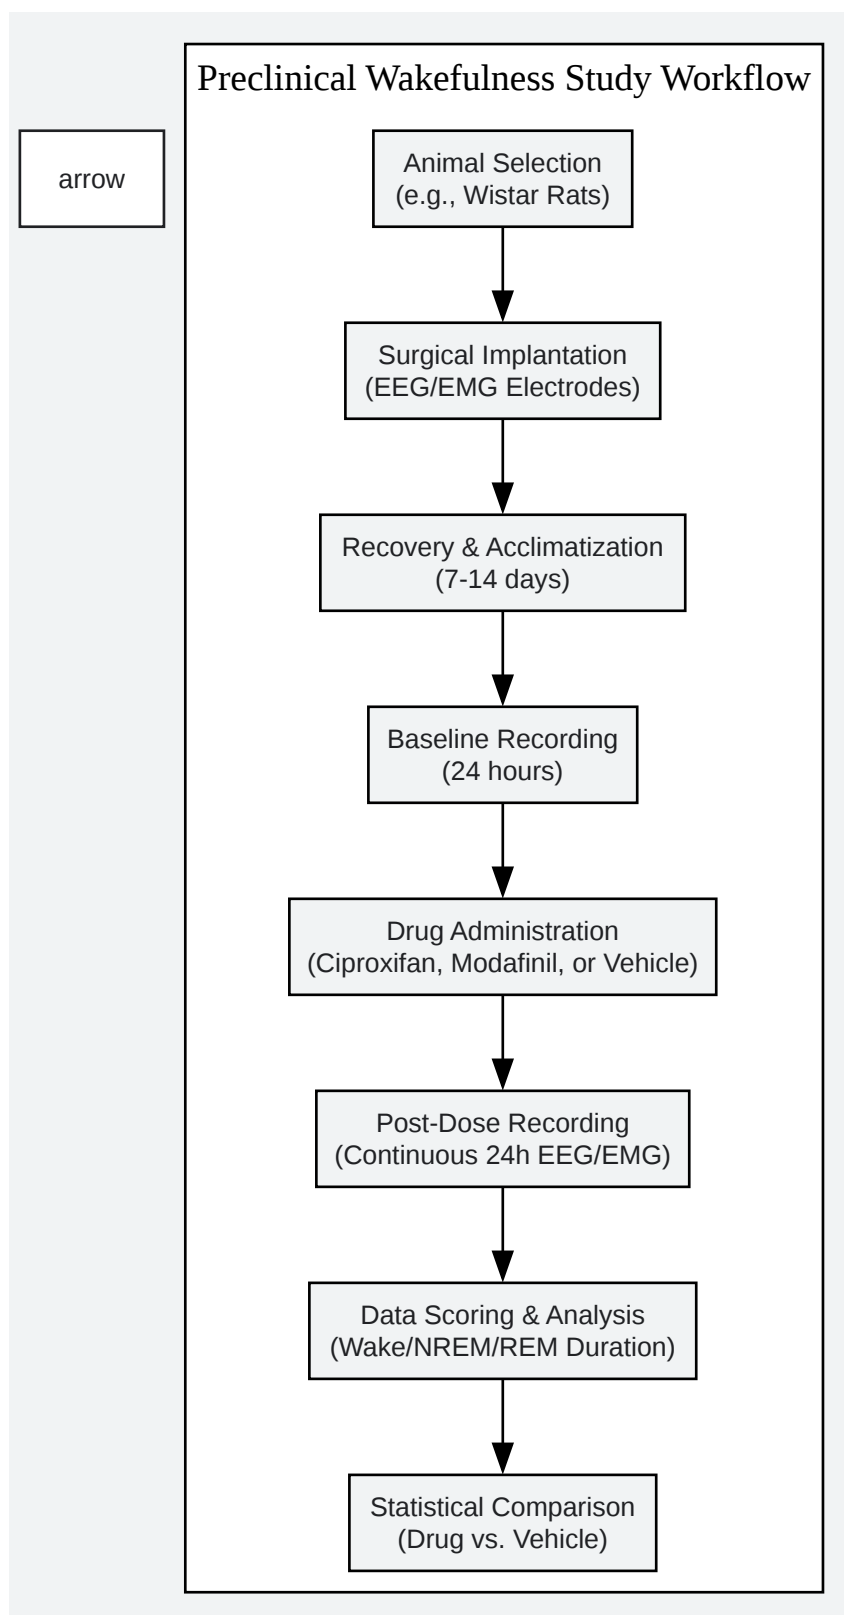 Preclinical Wakefulness Study Workflow
arrow
Animal Selection
(e.g., Wistar Rats)
Surgical Implantation
(EEG/EMG Electrodes)
Recovery & Acclimatization
(7-14 days)
Baseline Recording
(24 hours)
Drug Administration
(Ciproxifan, Modafinil, or Vehicle)
Post-Dose Recording
(Continuous 24h EEG/EMG)
Data Scoring & Analysis
(Wake/NREM/REM Duration)
Statistical Comparison
(Drug vs. Vehicle)